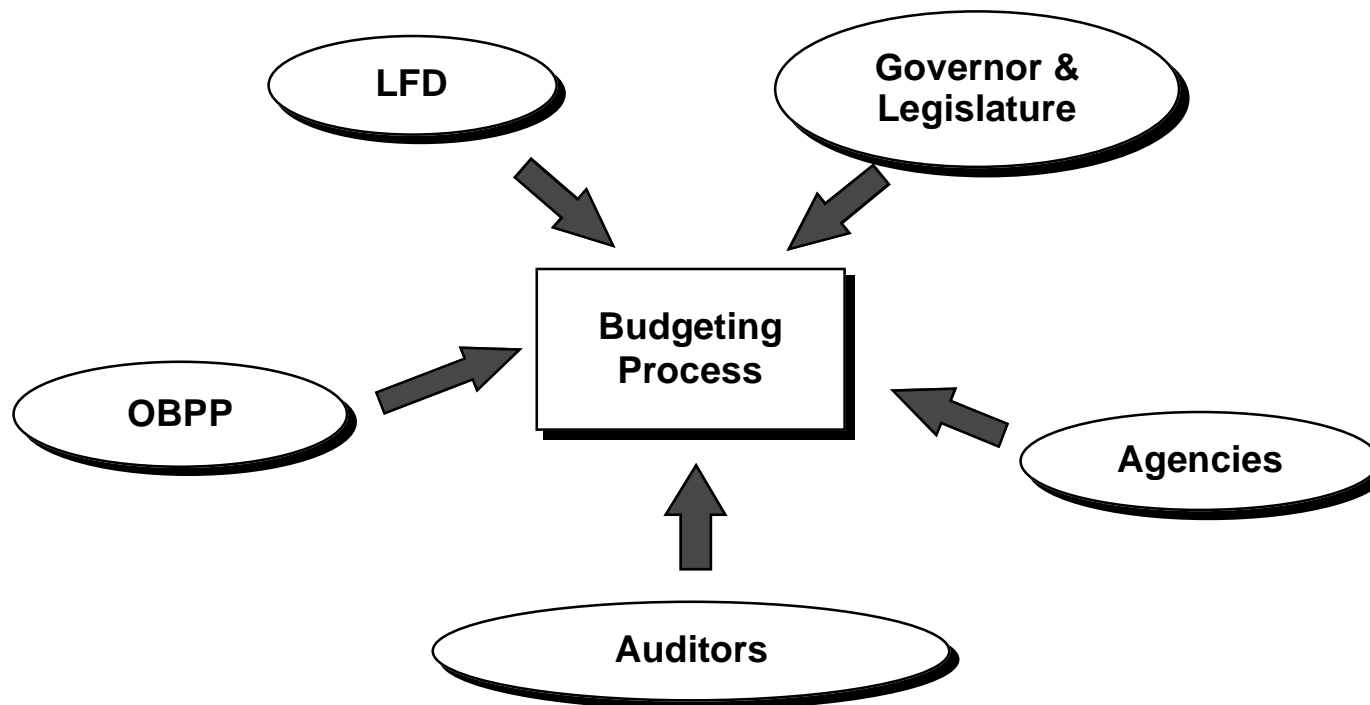 LFD
Governor &
Legislature
Budgeting
Process
OBPP
Agencies
Auditors